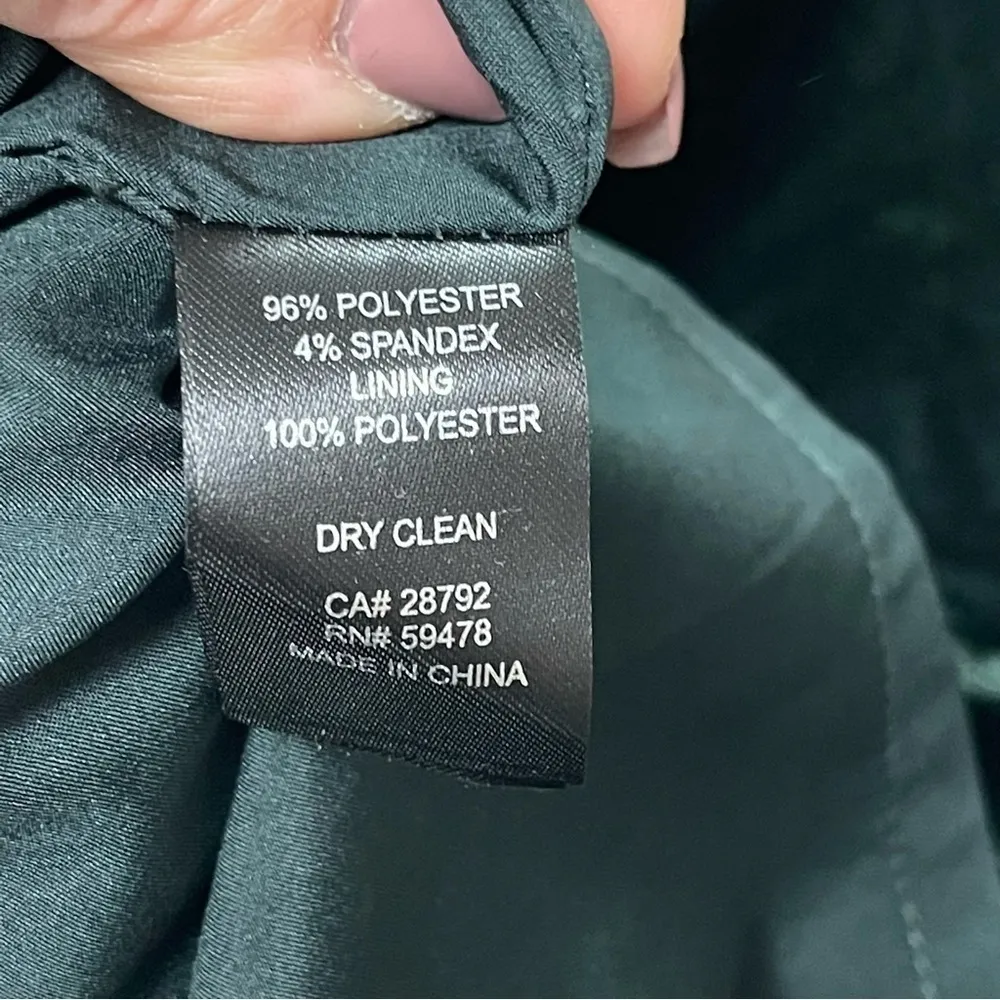 96% POLYESTER
4% SPANDEX
LINING
100% POLYESTER
DRY CLEAN
CA# 28792
RN# 59478
MADE IN CHINA